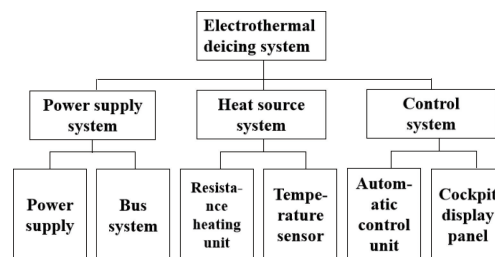 Electrothermal
deicing system
Power supply
system
Heat source
system
Control
system
Power
supply
Bus
system
Resista-
nce
heating
unit
Tempe-
rature
sensor
Autom-
atic
control
unit
Cockpit
display
panel